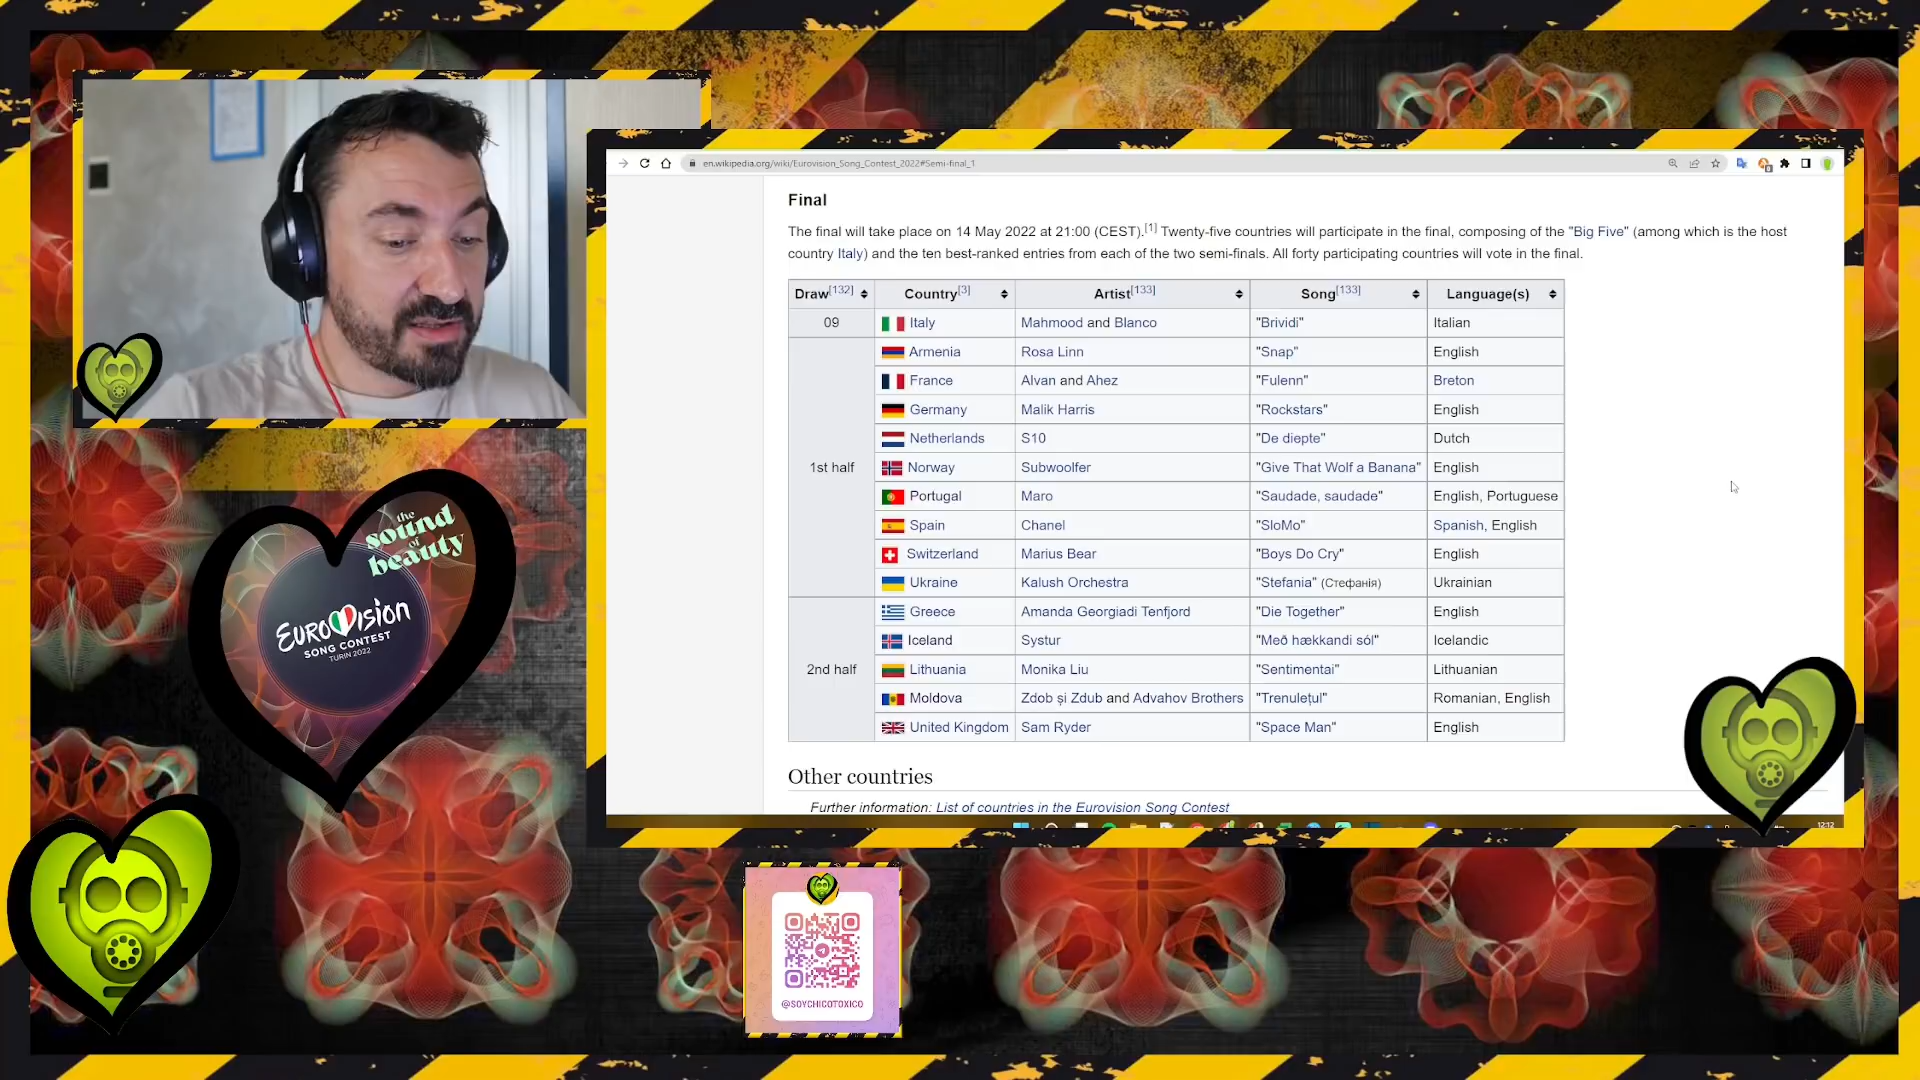 en.wikipedia.org/wiki/Eurovision_Song_Contest_2022#Semi-final_1
Final
The final will take place on 14 May 2022 at 21:00 (CEST).[1] Twenty-five countries will participate in the final, composing of the "Big Five" (among which is the host
country Italy) and the ten best-ranked entries from each of the two semi-finals. All forty participating countries will vote in the final.
Draw[132] Country[3] Artist[133] Song[133] Language(s)
09 Italy Mahmood and Blanco "Brividi" Italian
Armenia Rosa Linn "Snap" English
France Alvan and Ahez "Fulenn" Breton
Germany Malik Harris "Rockstars" English
Netherlands S10 "De diepte" Dutch
1st half Norway Subwoolfer "Give That Wolf a Banana" English
Portugal Maro "Saudade, saudade" English, Portuguese
Spain Chanel "SloMo" Spanish, English
Switzerland Marius Bear "Boys Do Cry" English
Ukraine Kalush Orchestra "Stefania" (Стефанія) Ukrainian
Greece Amanda Georgiadi Tenfjord "Die Together" English
Iceland Systur "Með hækkandi sól" Icelandic
2nd half Lithuania Monika Liu "Sentimentai" Lithuanian
Moldova Zdob și Zdub and Advahov Brothers "Trenulețul" Romanian, English
United Kingdom Sam Ryder "Space Man" English
Other countries
Further information: List of countries in the Eurovision Song Contest
12:12
the
sound
of
beauty
EUROVISION
SONG CONTEST
TURIN 2022
@SOYCHICOTOXICO